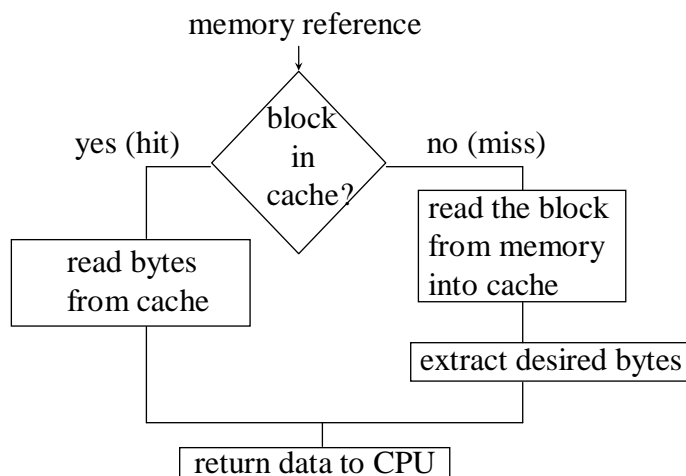 memory reference
block
in
cache?
yes (hit)
no (miss)
read bytes
from cache
read the block
from memory
into cache
extract desired bytes
return data to CPU